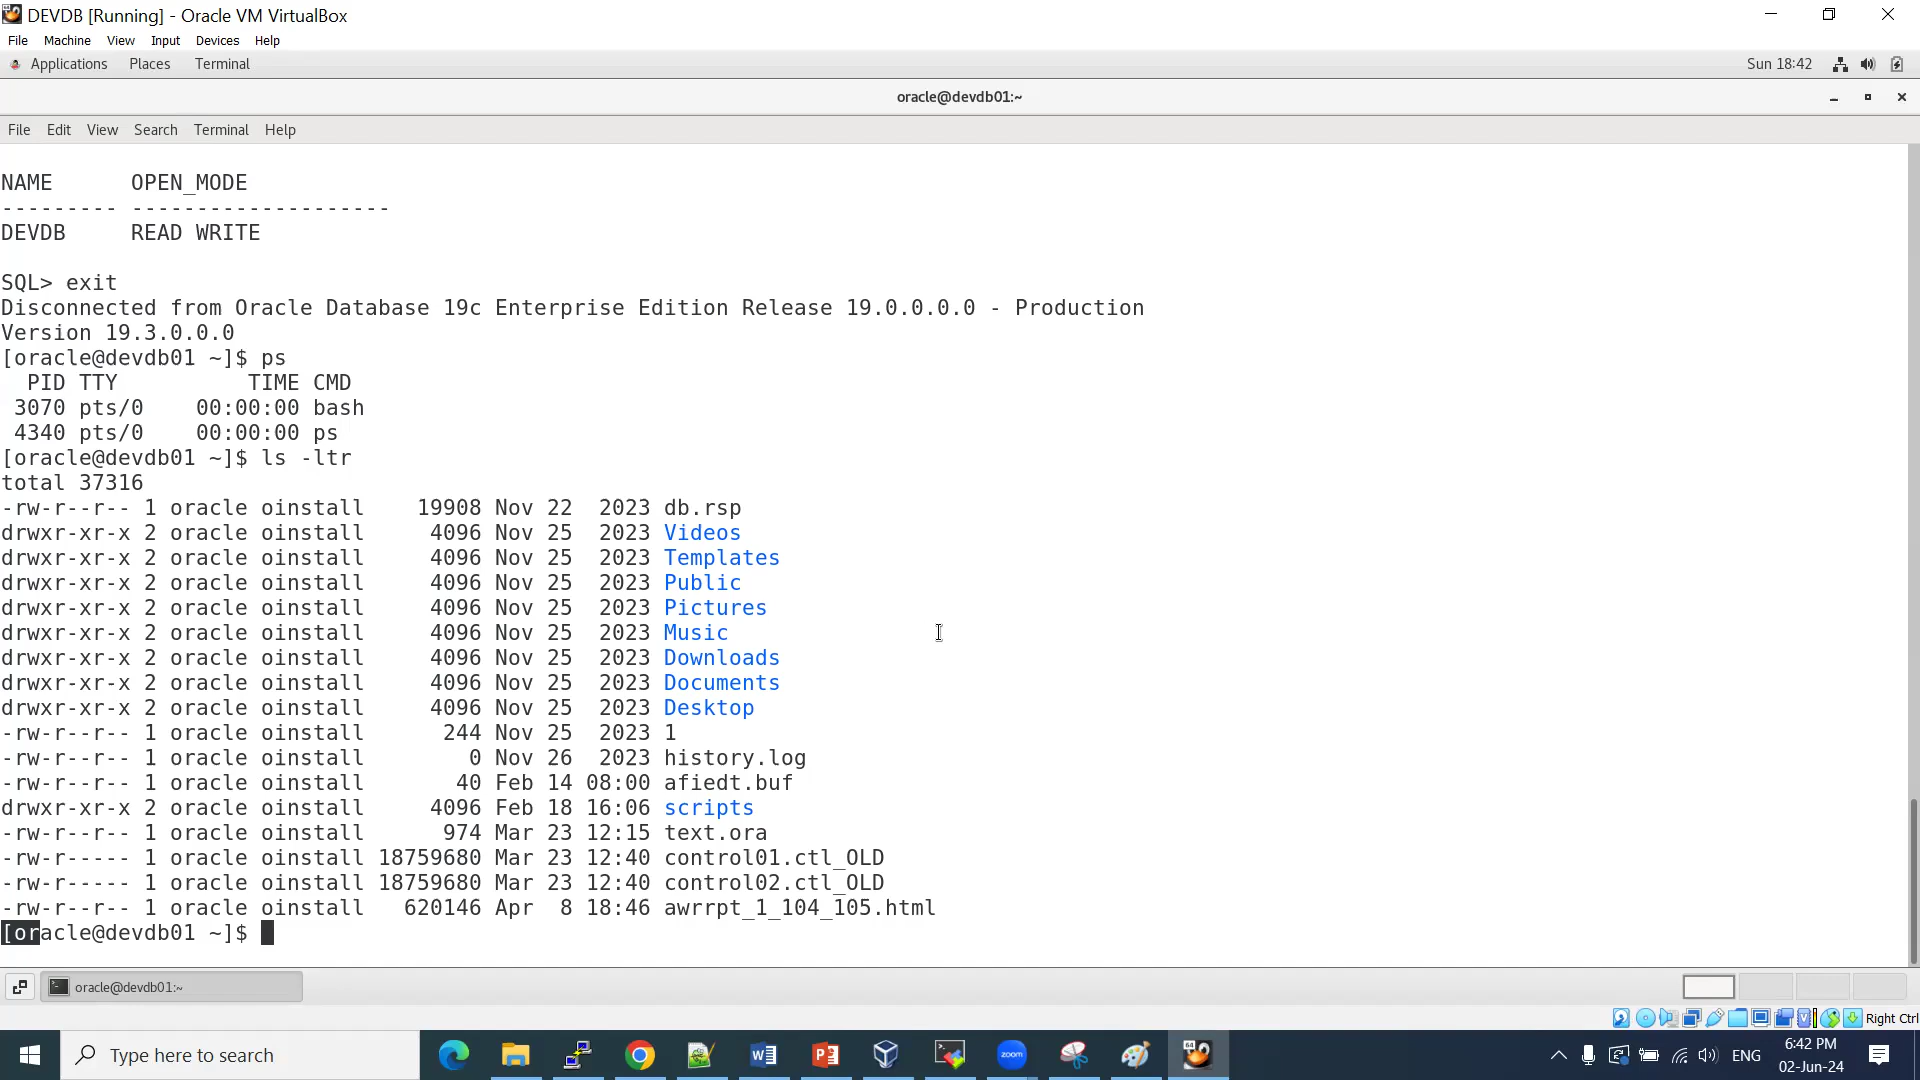 DEVDB [Running] - Oracle VM VirtualBox
File Machine View Input Devices Help
Applications Places Terminal Sun 18:42
oracle@devdb01:~
File Edit View Search Terminal Help
NAME      OPEN_MODE
--------- --------------------
DEVDB     READ WRITE
SQL> exit
Disconnected from Oracle Database 19c Enterprise Edition Release 19.0.0.0.0 - Production
Version 19.3.0.0.0
[oracle@devdb01 ~]$ ps
  PID TTY          TIME CMD
 3070 pts/0    00:00:00 bash
 4340 pts/0    00:00:00 ps
[oracle@devdb01 ~]$ ls -ltr
total 37316
-rw-r--r-- 1 oracle oinstall    19908 Nov 22  2023 db.rsp
drwxr-xr-x 2 oracle oinstall     4096 Nov 25  2023 Videos
drwxr-xr-x 2 oracle oinstall     4096 Nov 25  2023 Templates
drwxr-xr-x 2 oracle oinstall     4096 Nov 25  2023 Public
drwxr-xr-x 2 oracle oinstall     4096 Nov 25  2023 Pictures
drwxr-xr-x 2 oracle oinstall     4096 Nov 25  2023 Music
drwxr-xr-x 2 oracle oinstall     4096 Nov 25  2023 Downloads
drwxr-xr-x 2 oracle oinstall     4096 Nov 25  2023 Documents
drwxr-xr-x 2 oracle oinstall     4096 Nov 25  2023 Desktop
-rw-r--r-- 1 oracle oinstall      244 Nov 25  2023 1
-rw-r--r-- 1 oracle oinstall        0 Nov 26  2023 history.log
-rw-r--r-- 1 oracle oinstall       40 Feb 14 08:00 afiedt.buf
drwxr-xr-x 2 oracle oinstall     4096 Feb 18 16:06 scripts
-rw-r--r-- 1 oracle oinstall      974 Mar 23 12:15 text.ora
-rw-r----- 1 oracle oinstall 18759680 Mar 23 12:40 control01.ctl_OLD
-rw-r----- 1 oracle oinstall 18759680 Mar 23 12:40 control02.ctl_OLD
-rw-r--r-- 1 oracle oinstall   620146 Apr  8 18:46 awrrpt_1_104_105.html
[oracle@devdb01 ~]$
oracle@devdb01:~
Right Ctrl
Type here to search
zoom
64
ENG
6:42 PM
02-Jun-24